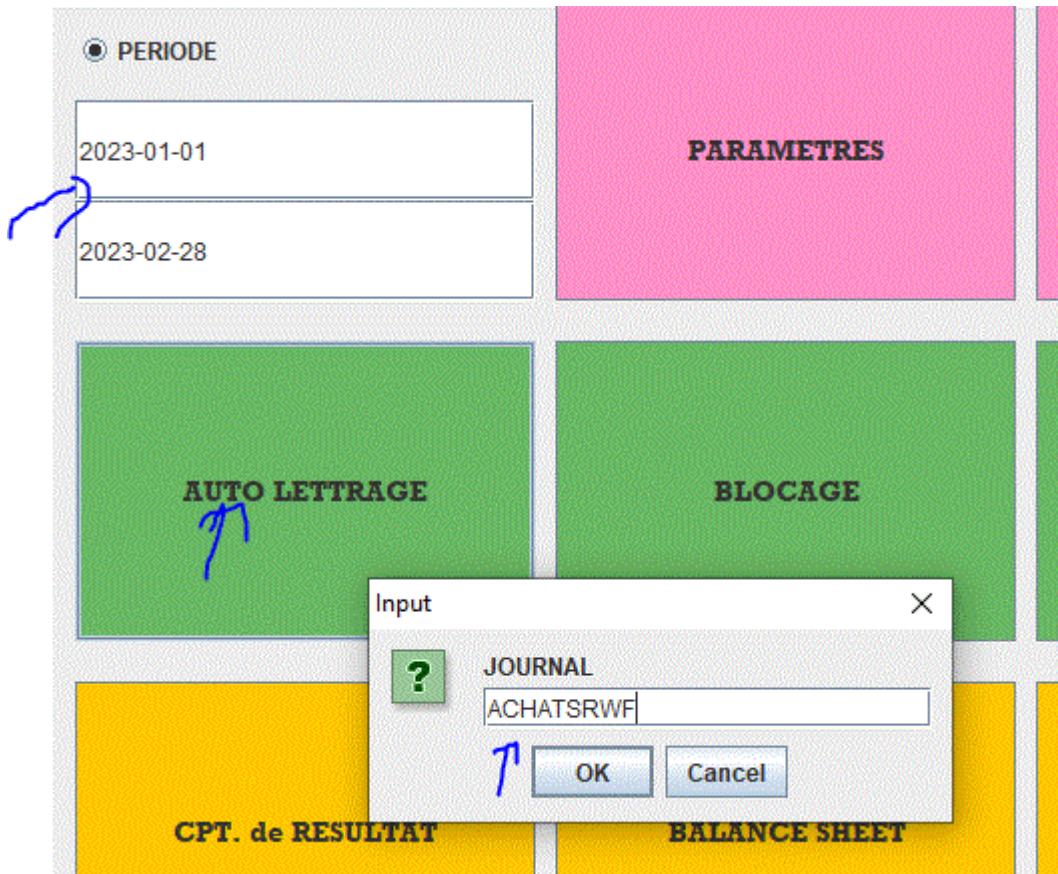 PERIODE
2023-01-01
PARAMETRES
2023-02-28
AUTO LETTRAGE
BLOCAGE
Input
JOURNAL
ACHATSRWF
OK
Cancel
CPT. de RESULTAT
BALANCE SHEET